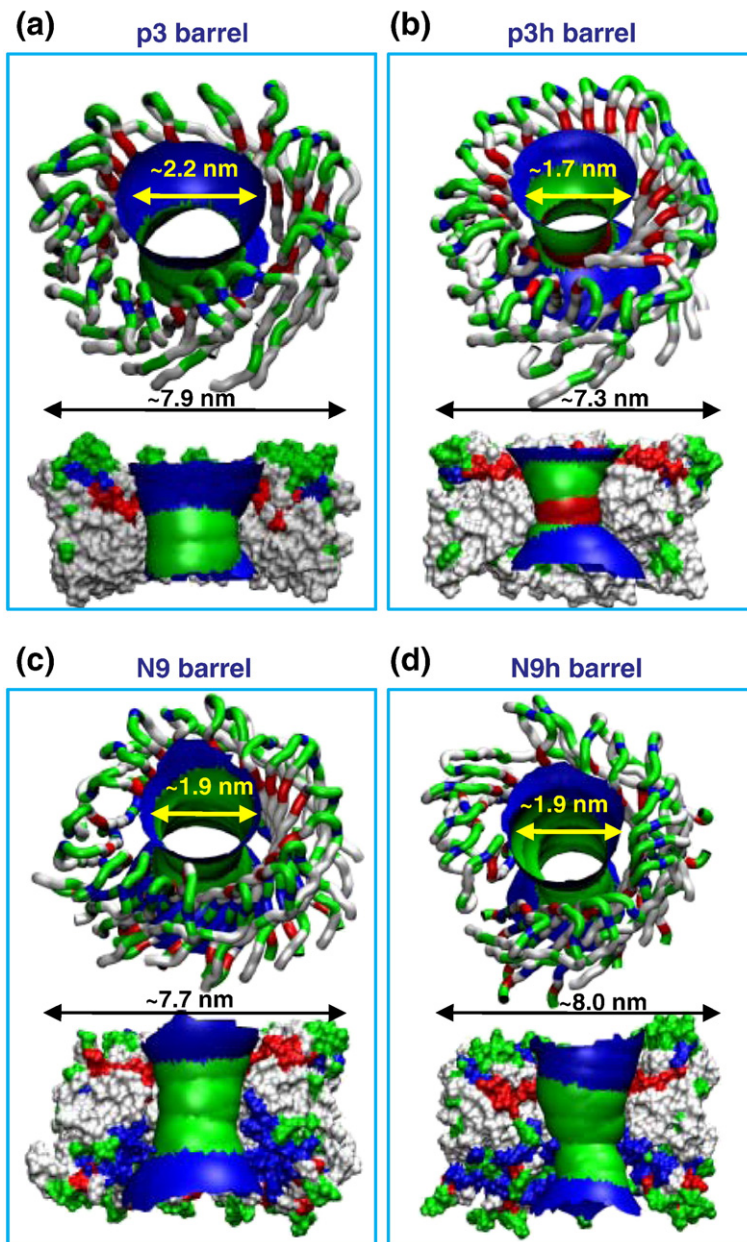 (a)
p3 barrel
~2.2 nm
~7.9 nm
(b)
p3h barrel
~1.7 nm
~7.3 nm
(c)
N9 barrel
~1.9 nm
~7.7 nm
(d)
N9h barrel
~1.9 nm
~8.0 nm